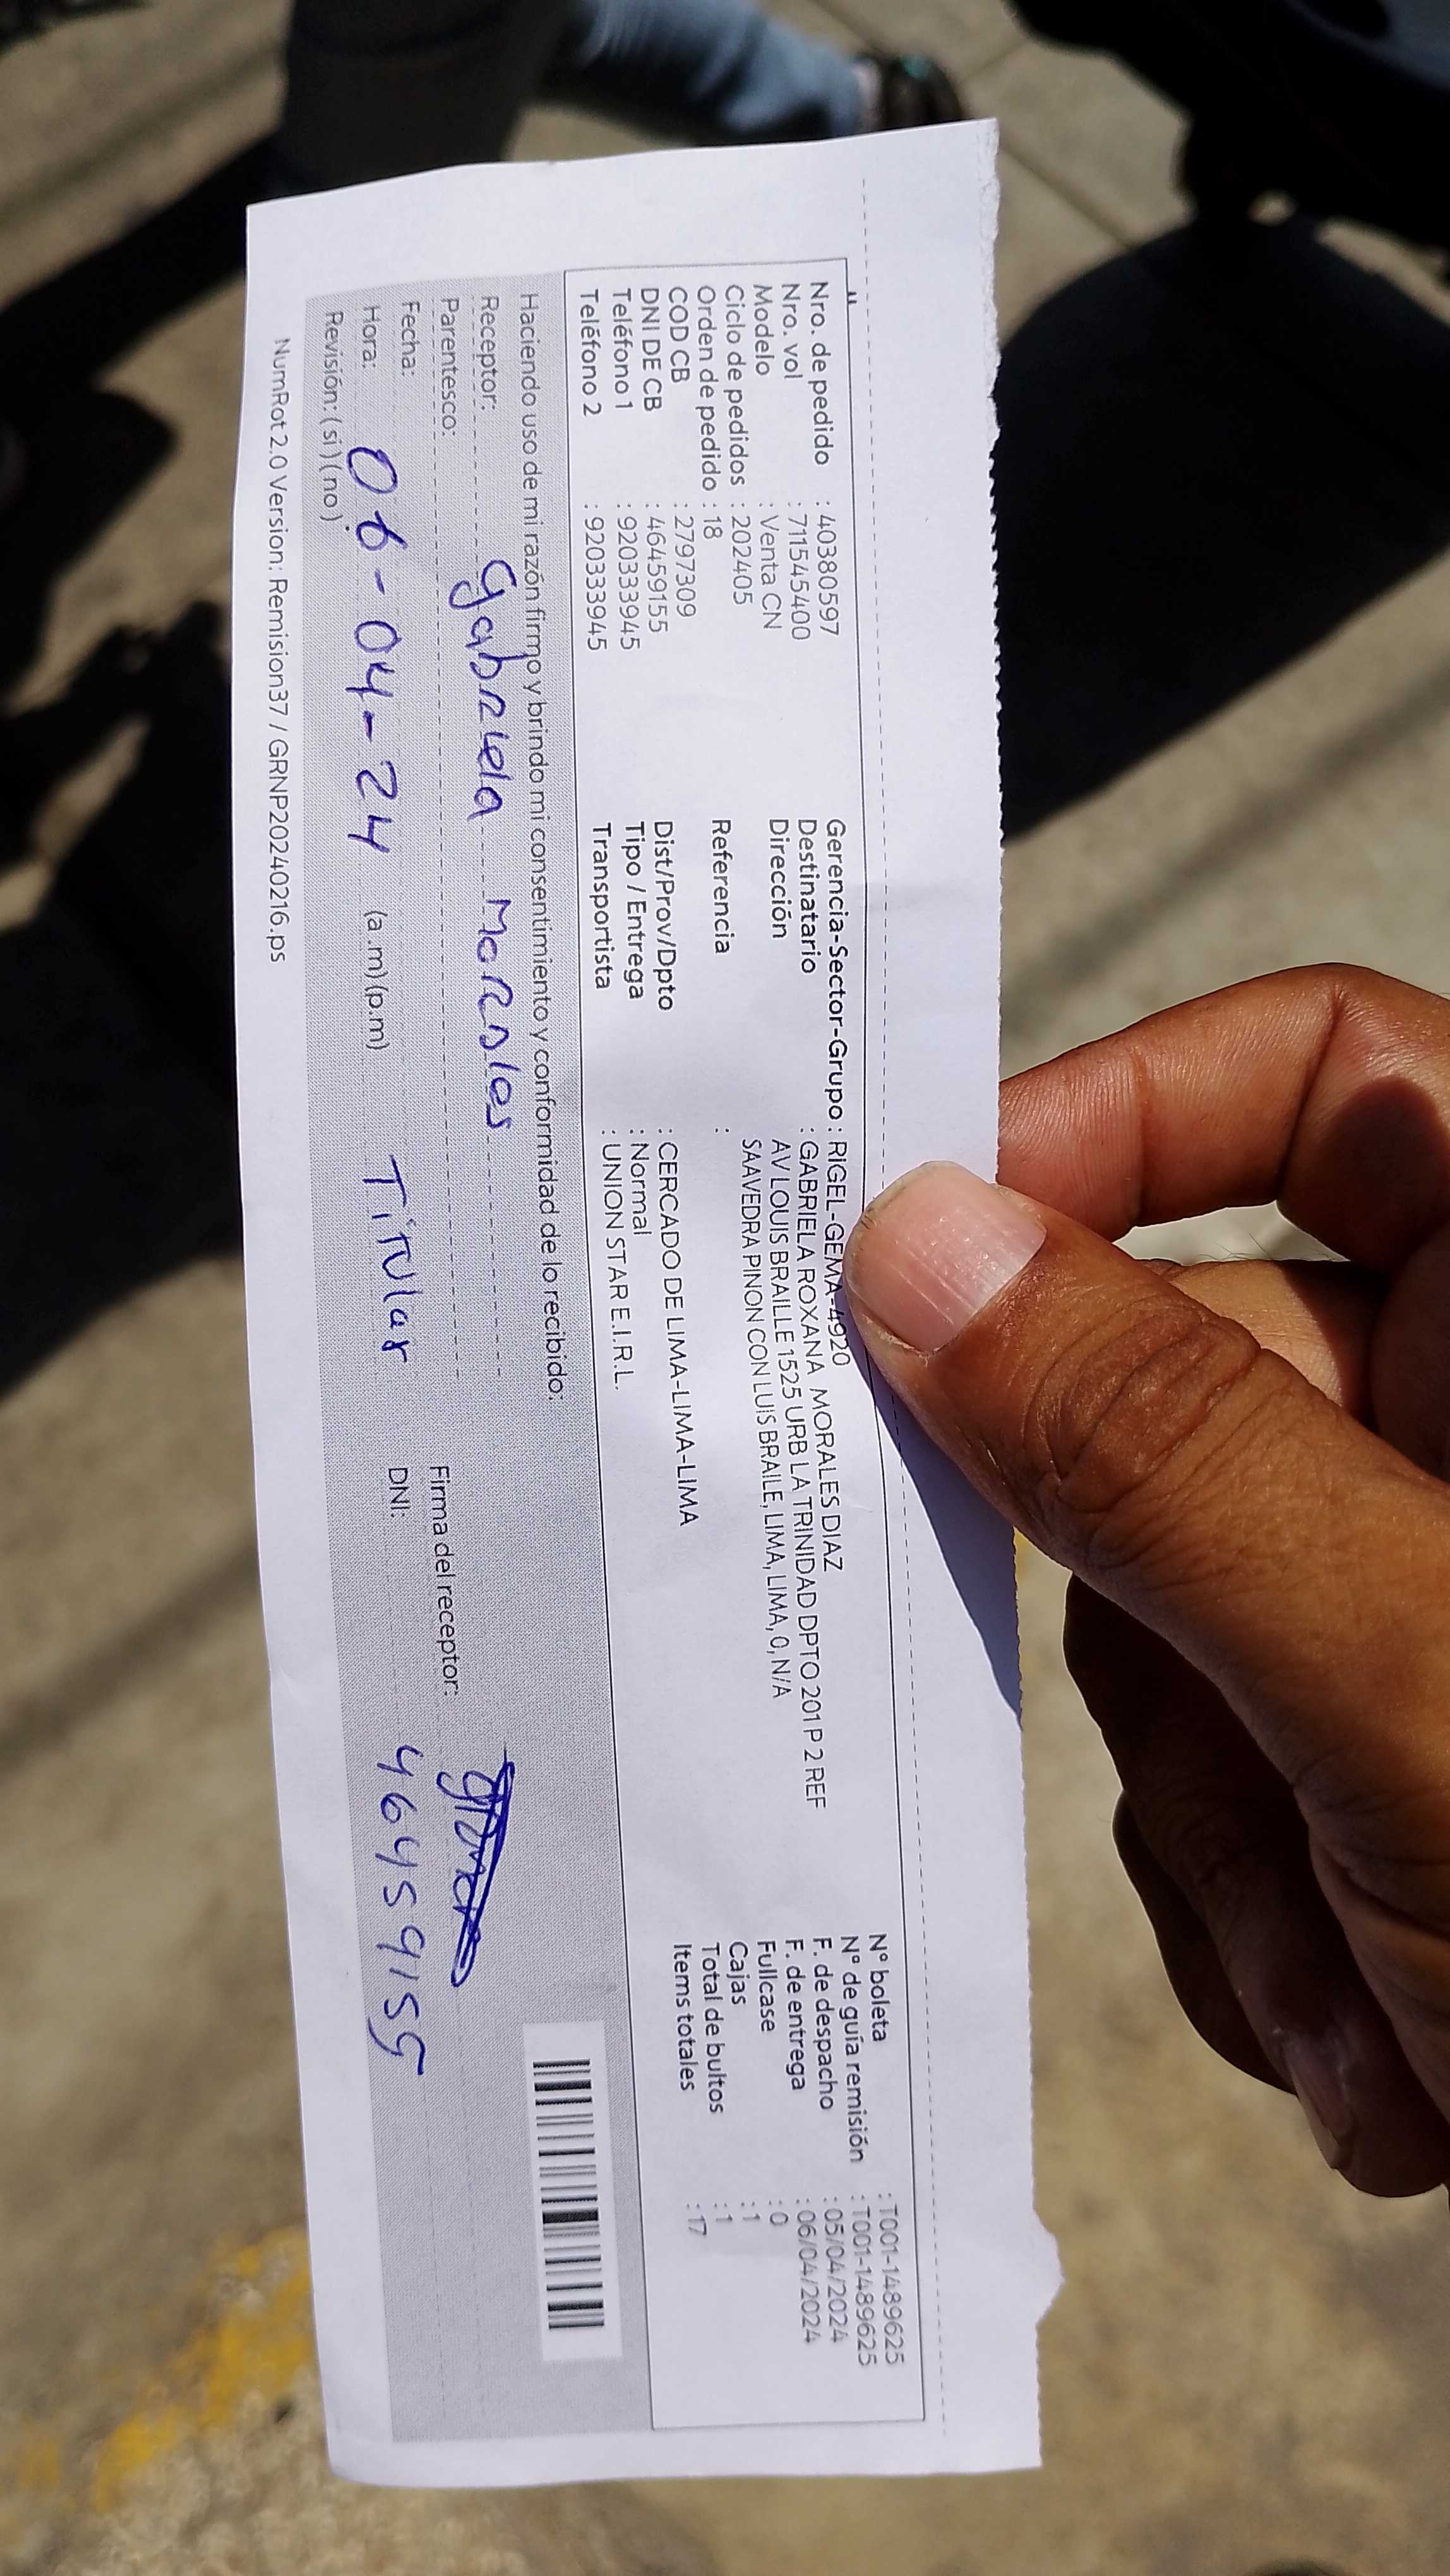 Nro. de pedido : 40380597
Nro. vol : 711545400
Modelo : Venta CN
Ciclo de pedidos : 202405
Orden de pedido : 18
COD CB : 2797309
DNI DE CB : 46459155
Teléfono 1 : 920333945
Teléfono 2 : 920333945
Gerencia-Sector-Grupo : RIGEL-GEMA-4920
Destinatario : GABRIELA ROXANA MORALES DIAZ
Dirección AV LOUIS BRAILLE 1525 URB LA TRINIDAD DPTO 201 P 2 REF
SAAVEDRA PINON CON LUIS BRAILE, LIMA, LIMA, 0, N/A
Referencia :
Dist/Prov/Dpto : CERCADO DE LIMA-LIMA-LIMA
Tipo / Entrega : Normal
Transportista : UNION STAR E.I.R.L.
N° boleta : T001-1489625
N° de guía remisión : T001-1489625
F. de despacho : 05/04/2024
F. de entrega : 06/04/2024
Fullcase : 0
Cajas : 1
Total de bultos : 1
Items totales : 17
Haciendo uso de mi razón firmo y brindo mi consentimiento y conformidad de lo recibido:
Receptor: Gabriela Morales
Parentesco: Titular
Firma del receptor:
Fecha: 06-04-24
DNI: 46459155
Hora: (a.m)(p.m)
Revisión: (si) (no)
NumRot 2.0 Version: Remision37 / GRNP20240216.ps